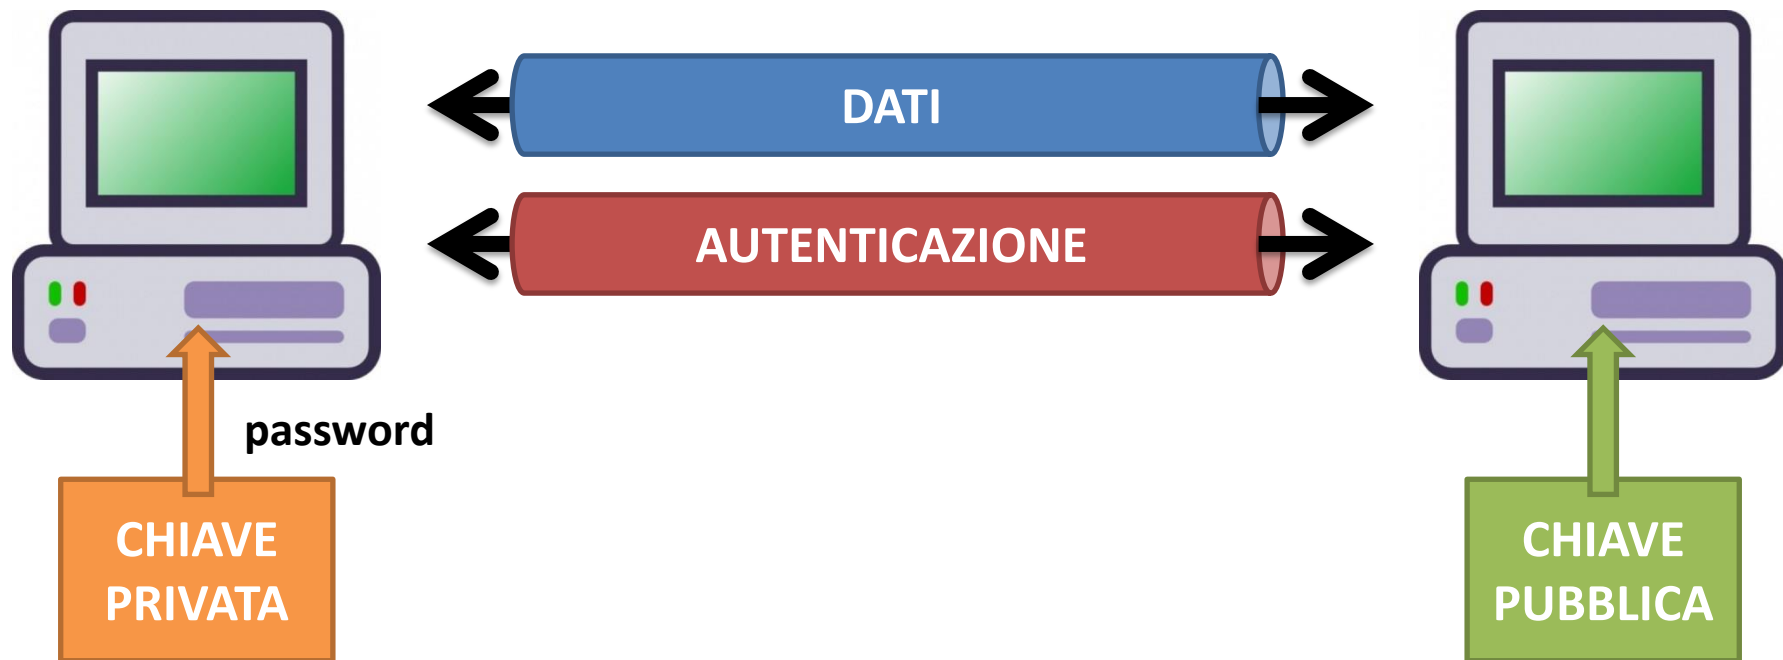 DATI
AUTENTICAZIONE
password
CHIAVE
PRIVATA
CHIAVE
PUBBLICA